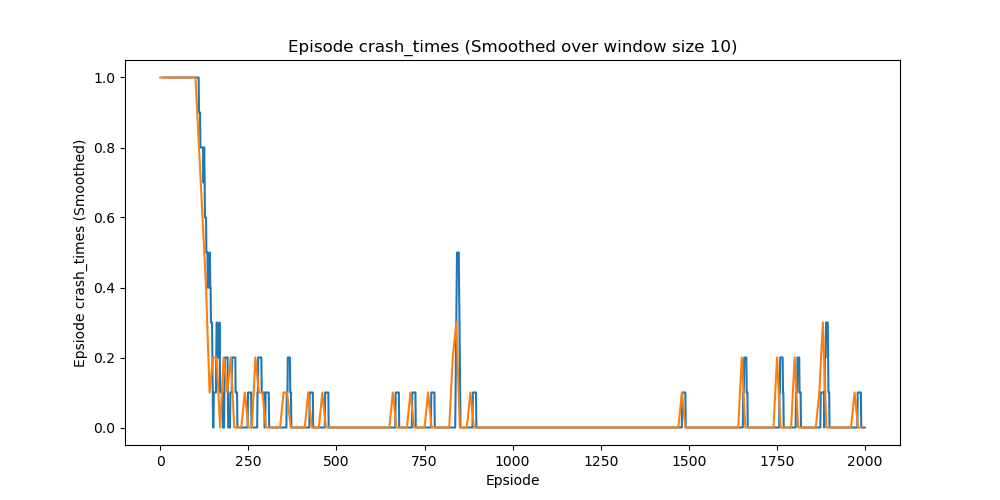 Episode crash_times (Smoothed over window size 10)
Epsiode crash_times (Smoothed)
1.0
0.8
0.6
0.4
0.2
0.0
0 250 500 750 1000 1250 1500 1750 2000
Epsiode